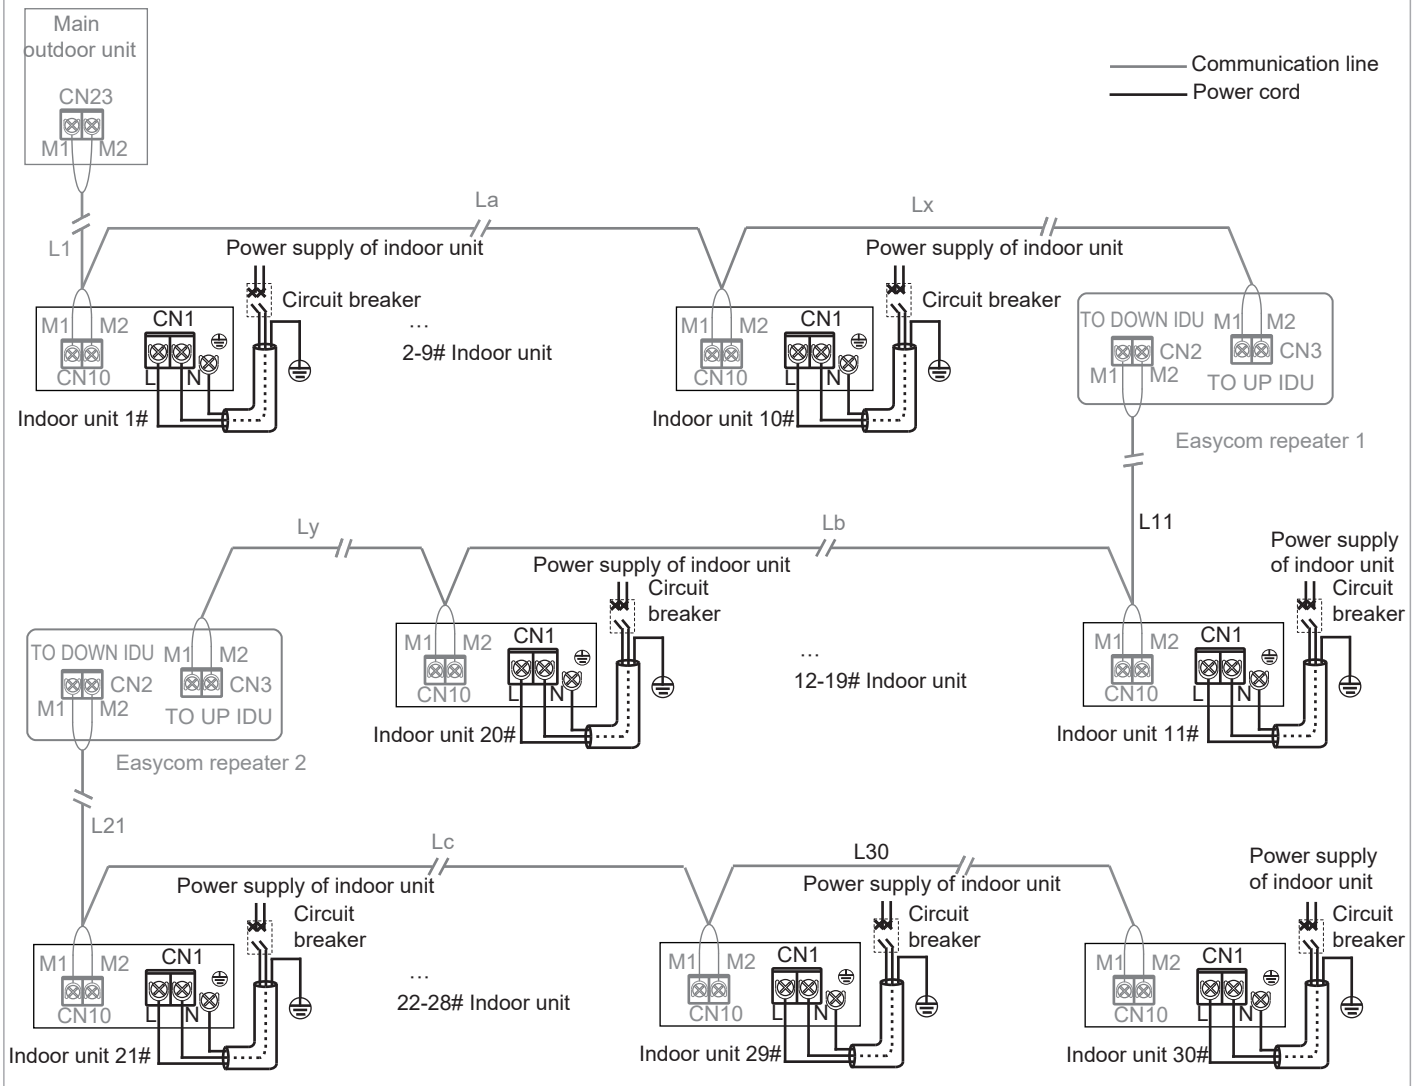 Main
outdoor unit
CN23
M1 M2
Communication line
Power cord
La
Lx
L1
Power supply of indoor unit
Power supply of indoor unit
Circuit breaker
Circuit breaker
M1 M2 CN1
...
2-9# Indoor unit
CN10 L N
Indoor unit 1#
M1 M2 CN1
CN10 L N
Indoor unit 10#
TO DOWN IDU M1 M2
CN2 CN3
M1 M2 TO UP IDU
Easycom repeater 1
L11
Ly
Lb
Power supply of indoor unit
Circuit
breaker
Power supply
of indoor unit
Circuit
breaker
TO DOWN IDU M1 M2
CN2 CN3
M1 M2 TO UP IDU
Easycom repeater 2
M1 M2 CN1
CN10 L N
Indoor unit 20#
...
12-19# Indoor unit
M1 M2 CN1
CN10 L N
Indoor unit 11#
L21
Lc
L30
Power supply of indoor unit
Circuit
breaker
Power supply of indoor unit
Circuit
breaker
Power supply
of indoor unit
Circuit
breaker
M1 M2 CN1
CN10 L N
Indoor unit 21#
...
22-28# Indoor unit
M1 M2 CN1
CN10 L N
Indoor unit 29#
M1 M2 CN1
CN10 L N
Indoor unit 30#